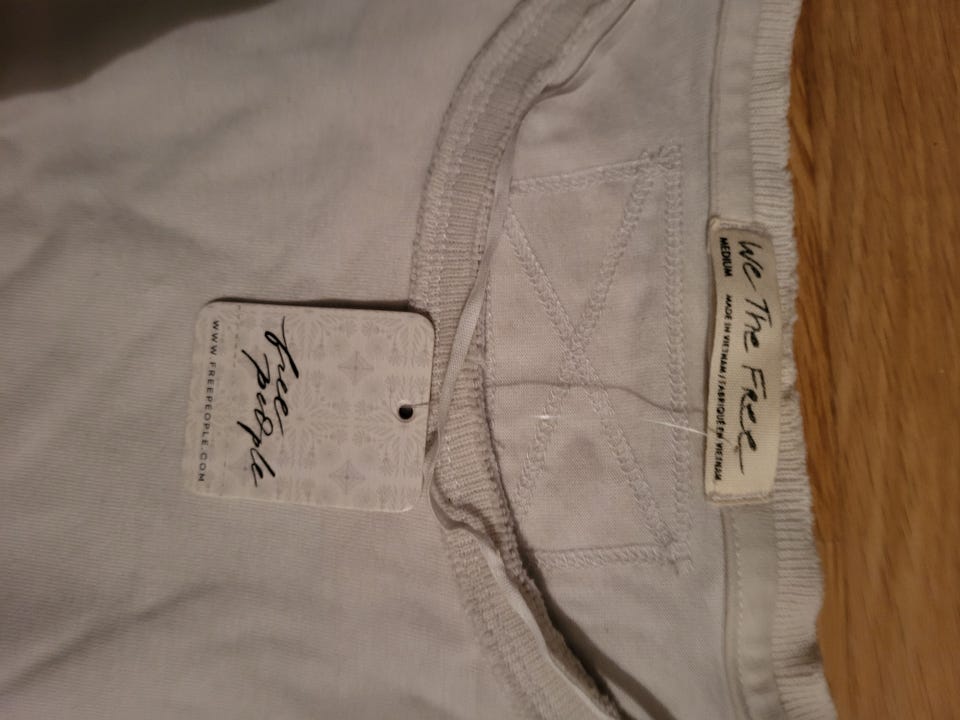 free
people
WWW.FREEPEOPLE.COM
We The Free
MEDIUM MADE IN VIETNAM / FABRIQUÉ EN VIETNAM